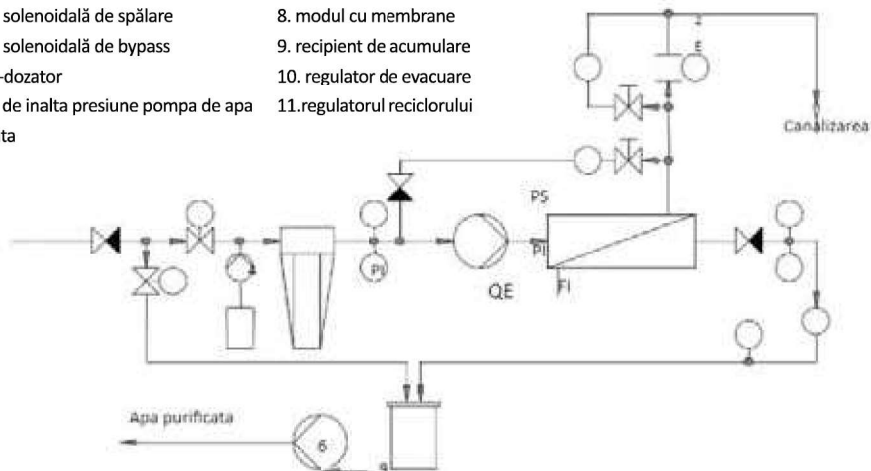 solenoidală de spălare
solenoidală de bypass
-dozator
de inalta presiune pompa de apa
ta
8. modul cu membrane
9. recipient de acumulare
10. regulator de evacuare
11.regulatorul reciclorului
E
Canalizarea
PS
PI
PI
FI
QE
Apa purificata
6
9